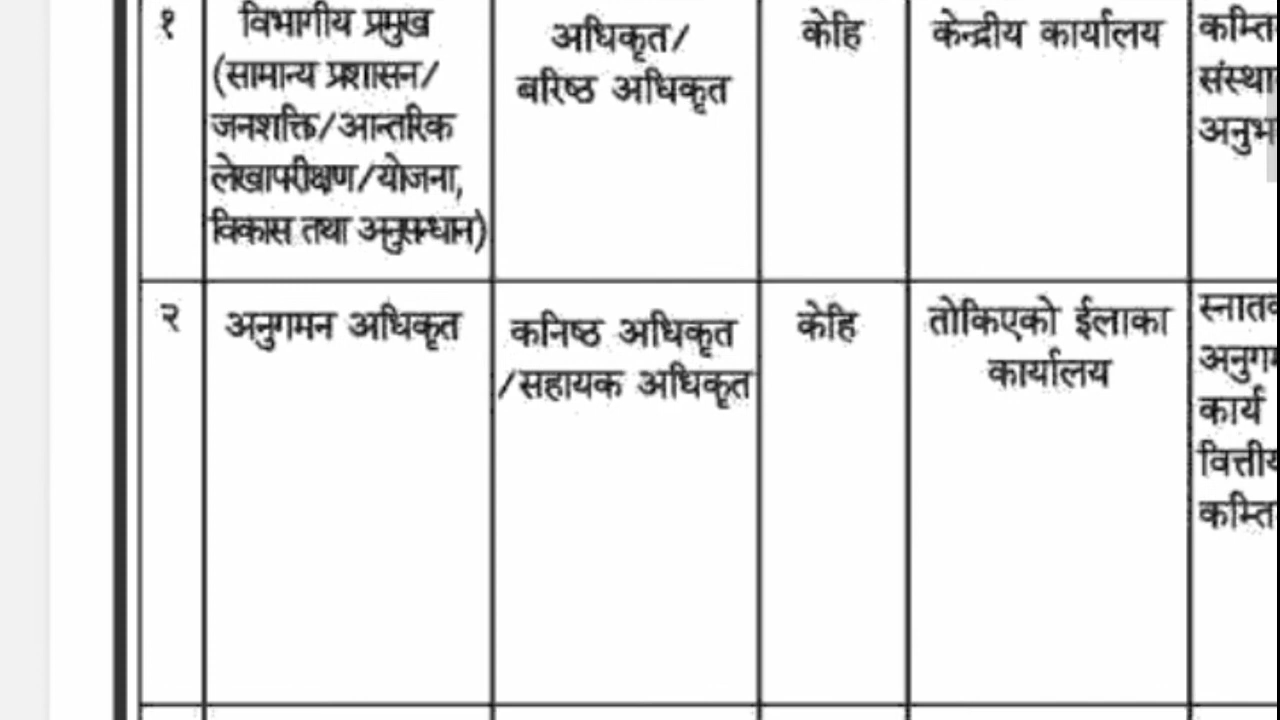 १
विभागीय प्रमुख
(सामान्य प्रशासन/
जनशक्ति/आन्तरिक
लेखापरीक्षण/योजना,
विकास तथा अनुसन्धान)
अधिकृत/
बरिष्ठ अधिकृत
केहि
केन्द्रीय कार्यालय
कम्ति
संस्था
अनुभ
२
अनुगमन अधिकृत
कनिष्ठ अधिकृत
/सहायक अधिकृत
केहि
तोकिएको ईलाका
कार्यालय
स्नातक
अनुगम
कार्य
वित्तीय
कम्ति